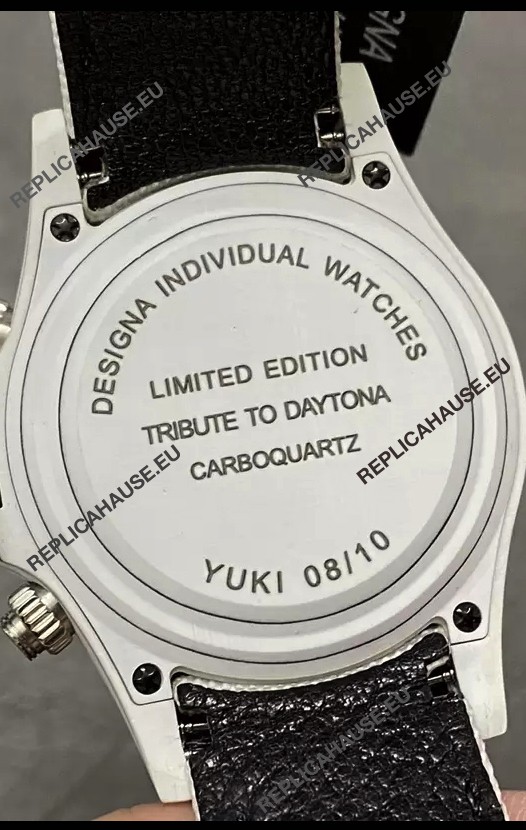 GNA
REPLICAHAUSE.EU
REPLICAHAUSE.EU
DESIGNA INDIVIDUAL WATCHES
LIMITED EDITION
TRIBUTE TO DAYTONA
CARBOQUARTZ
REPLICAHAUSE.EU
REPLICAHAUSE.EU
YUKI 08/10
REPLICAHAUSE.EU
REPLICAHAUSE.EU